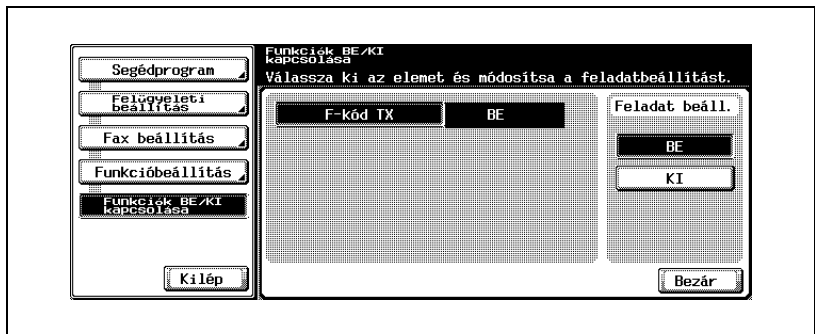 Segédprogram
Felügyeleti
beállítás
Fax beállítás
Funkcióbeállítás
Funkciók BE/KI
kapcsolása
Kilép
Funkciók BE/KI
kapcsolása
Válassza ki az elemet és módosítsa a feladatbeállítást.
F-kód TX BE
Feladat beáll.
BE
KI
Bezár